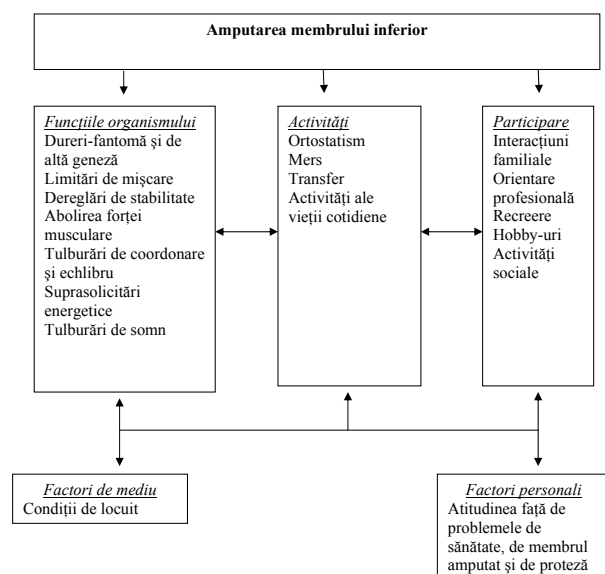 Amputarea membrului inferior
Funcțiile organismului
Dureri-fantomă și de
altă geneză
Limitări de mișcare
Dereglări de stabilitate
Abolirea forței
musculare
Tulburări de coordonare
și echlibru
Suprasolicitări
energetice
Tulburări de somn
Activități
Ortostatism
Mers
Transfer
Activități ale
vieții cotidiene
Participare
Interacțiuni
familiale
Orientare
profesională
Recreere
Hobby-uri
Activități
sociale
Factori de mediu
Condiții de locuit
Factori personali
Atitudinea față de
problemele de
sănătate, de membrul
amputat și de proteză